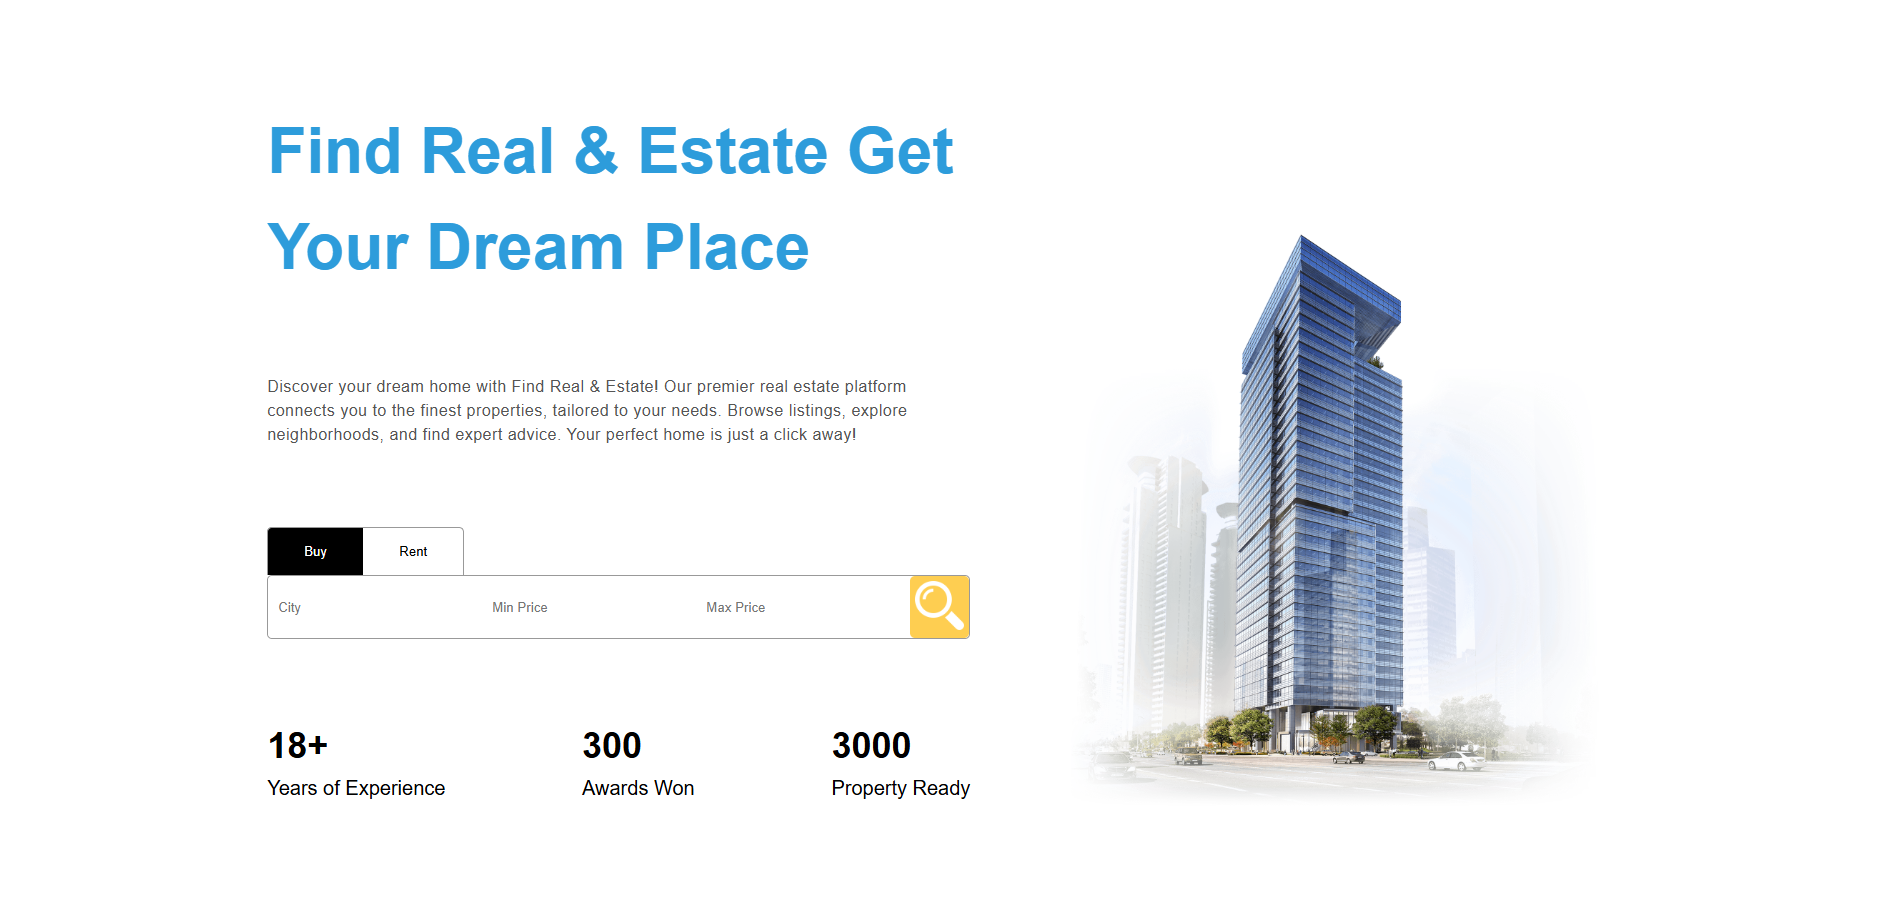 Find Real & Estate Get
Your Dream Place
Discover your dream home with Find Real & Estate! Our premier real estate platform
connects you to the finest properties, tailored to your needs. Browse listings, explore
neighborhoods, and find expert advice. Your perfect home is just a click away!
Buy Rent
City Min Price Max Price
18+ 300 3000
Years of Experience Awards Won Property Ready